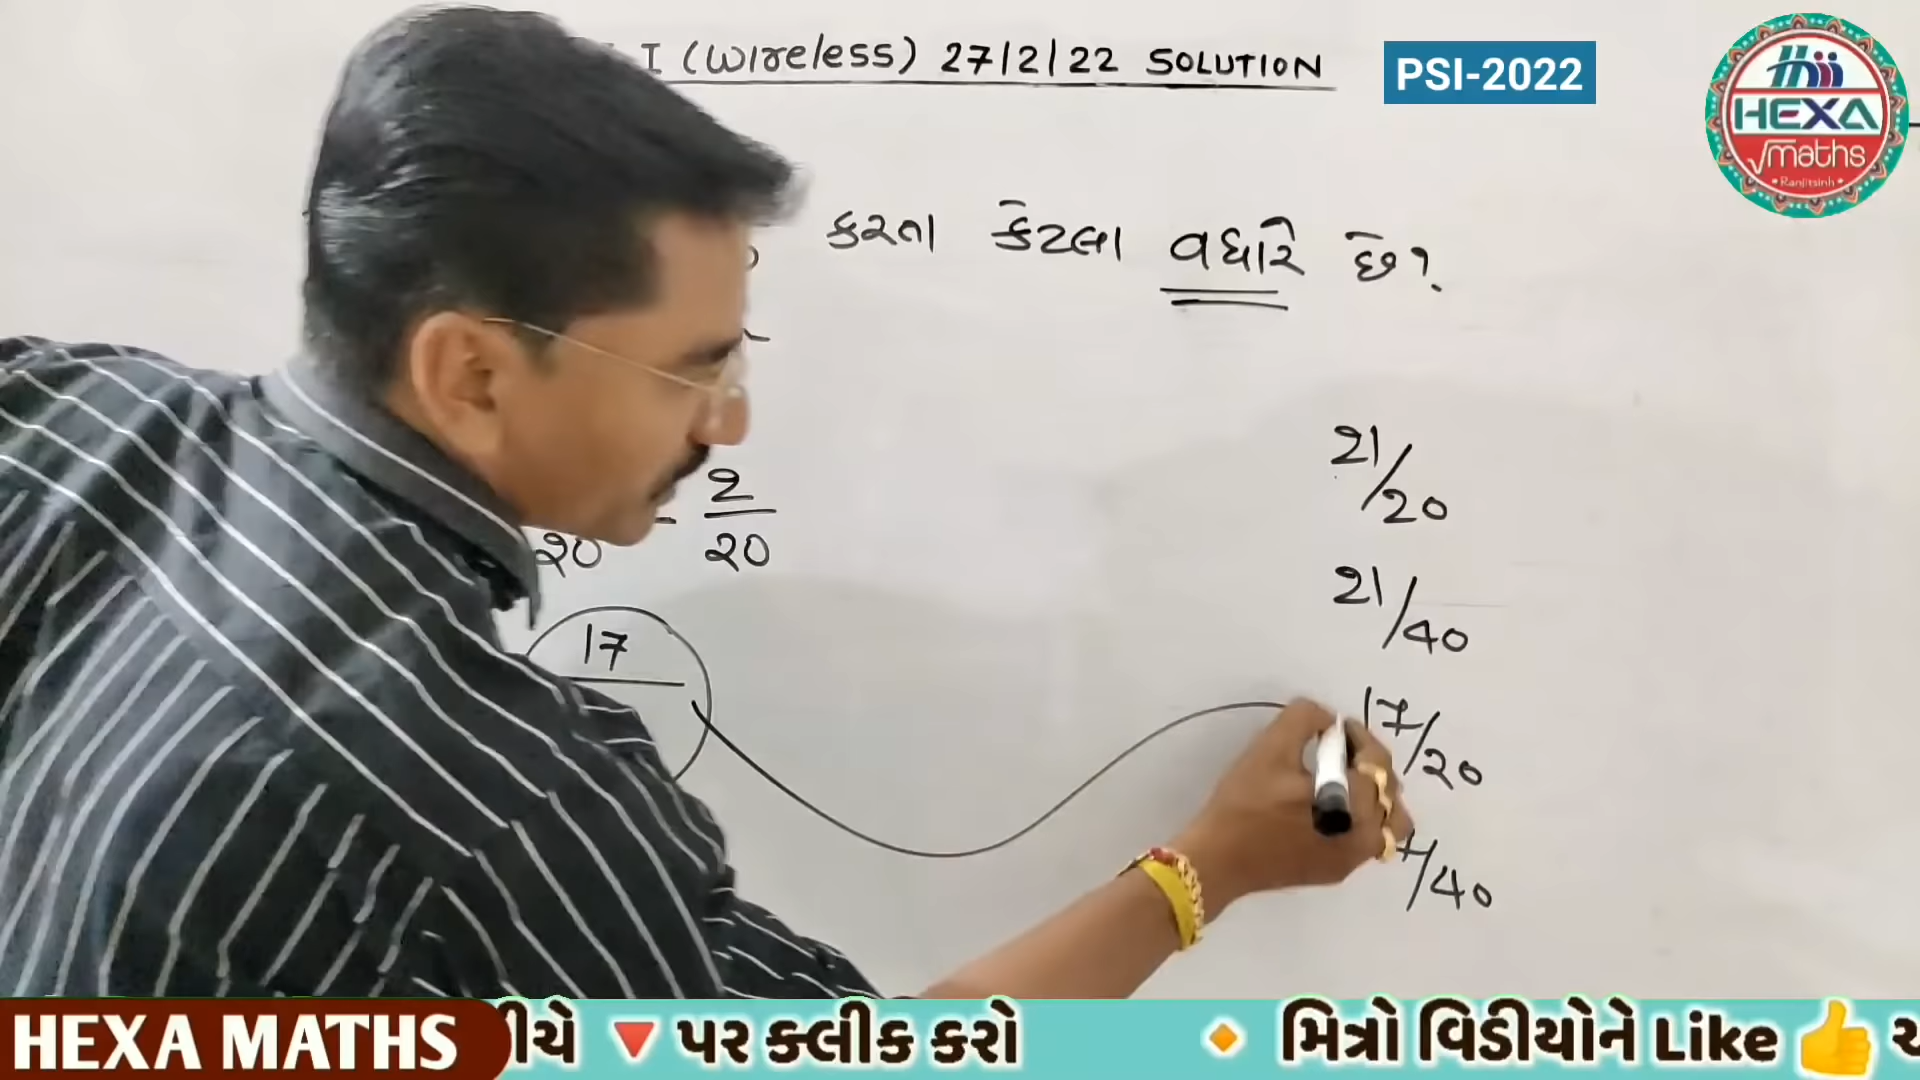 I (Wireless) 27/2/22 SOLUTION
PSI-2022
HEXA
√maths
Ranjitsinh
કરતા કેટલા વધારે છે?
21/20
2
20
20
21/40
17
17/20
/40
HEXA MATHS
ીચે 🔻પર ક્લીક કરો 🔸 મિત્રો વિડીયોને Like 👍